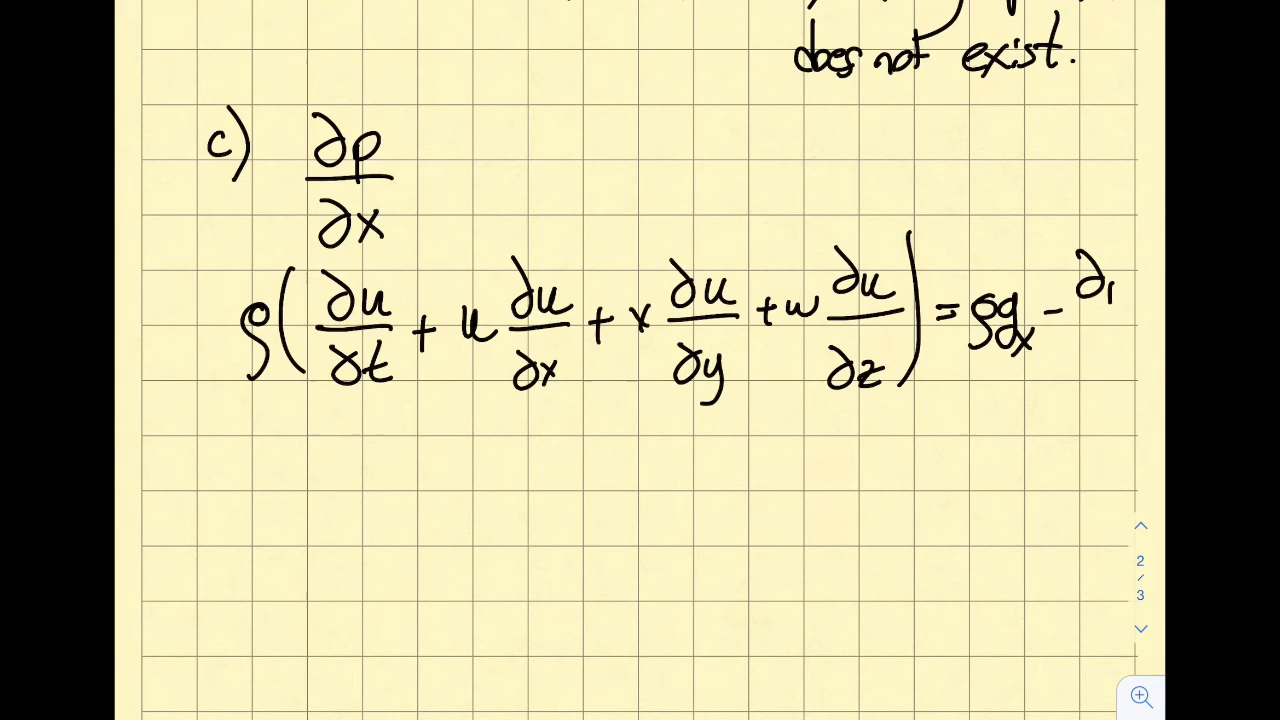 does not exist.
c) ∂p/∂x
ρ(∂u/∂t + u ∂u/∂x + v ∂u/∂y + w ∂u/∂z) = ρg_x − ∂
2
/
3